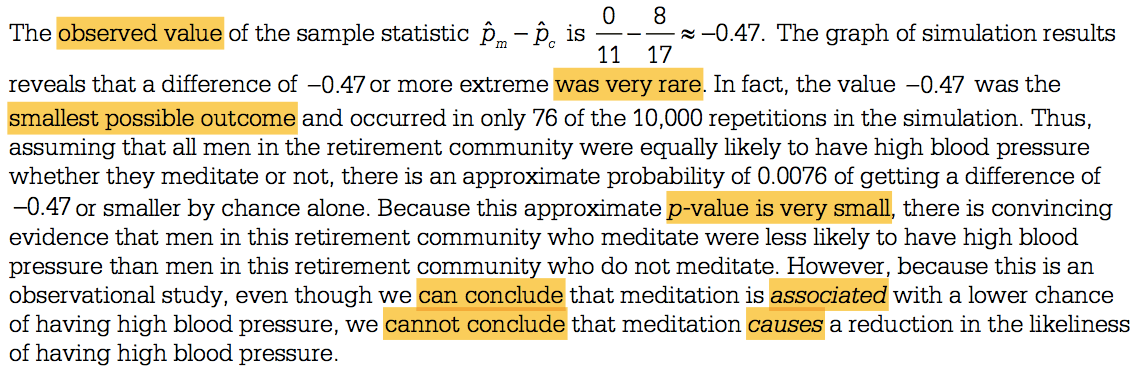 The observed value of the sample statistic p̂ₘ – p̂꜀ is 0/11 – 8/17 ≈ –0.47. The graph of simulation results
reveals that a difference of –0.47 or more extreme was very rare. In fact, the value –0.47 was the
smallest possible outcome and occurred in only 76 of the 10,000 repetitions in the simulation. Thus,
assuming that all men in the retirement community were equally likely to have high blood pressure
whether they meditate or not, there is an approximate probability of 0.0076 of getting a difference of
–0.47 or smaller by chance alone. Because this approximate p-value is very small, there is convincing
evidence that men in this retirement community who meditate were less likely to have high blood
pressure than men in this retirement community who do not meditate. However, because this is an
observational study, even though we can conclude that meditation is associated with a lower chance
of having high blood pressure, we cannot conclude that meditation causes a reduction in the likeliness
of having high blood pressure.